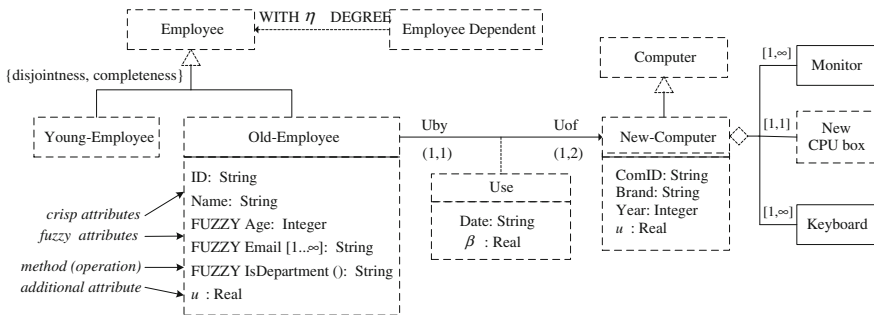 Employee
WITH η DEGREE
Employee Dependent
{disjointness, completeness}
Young-Employee
Old-Employee
ID: String
Name: String
FUZZY Age: Integer
FUZZY Email [1...∞]: String
FUZZY IsDepartment (): String
u : Real
crisp attributes
fuzzy attributes
method (operation)
additional attribute
Uby
Uof
(1,1)
(1,2)
Use
Date: String
β : Real
Computer
New-Computer
ComID: String
Brand: String
Year: Integer
u : Real
[1,∞]
Monitor
[1,1]
New
CPU box
[1,∞]
Keyboard